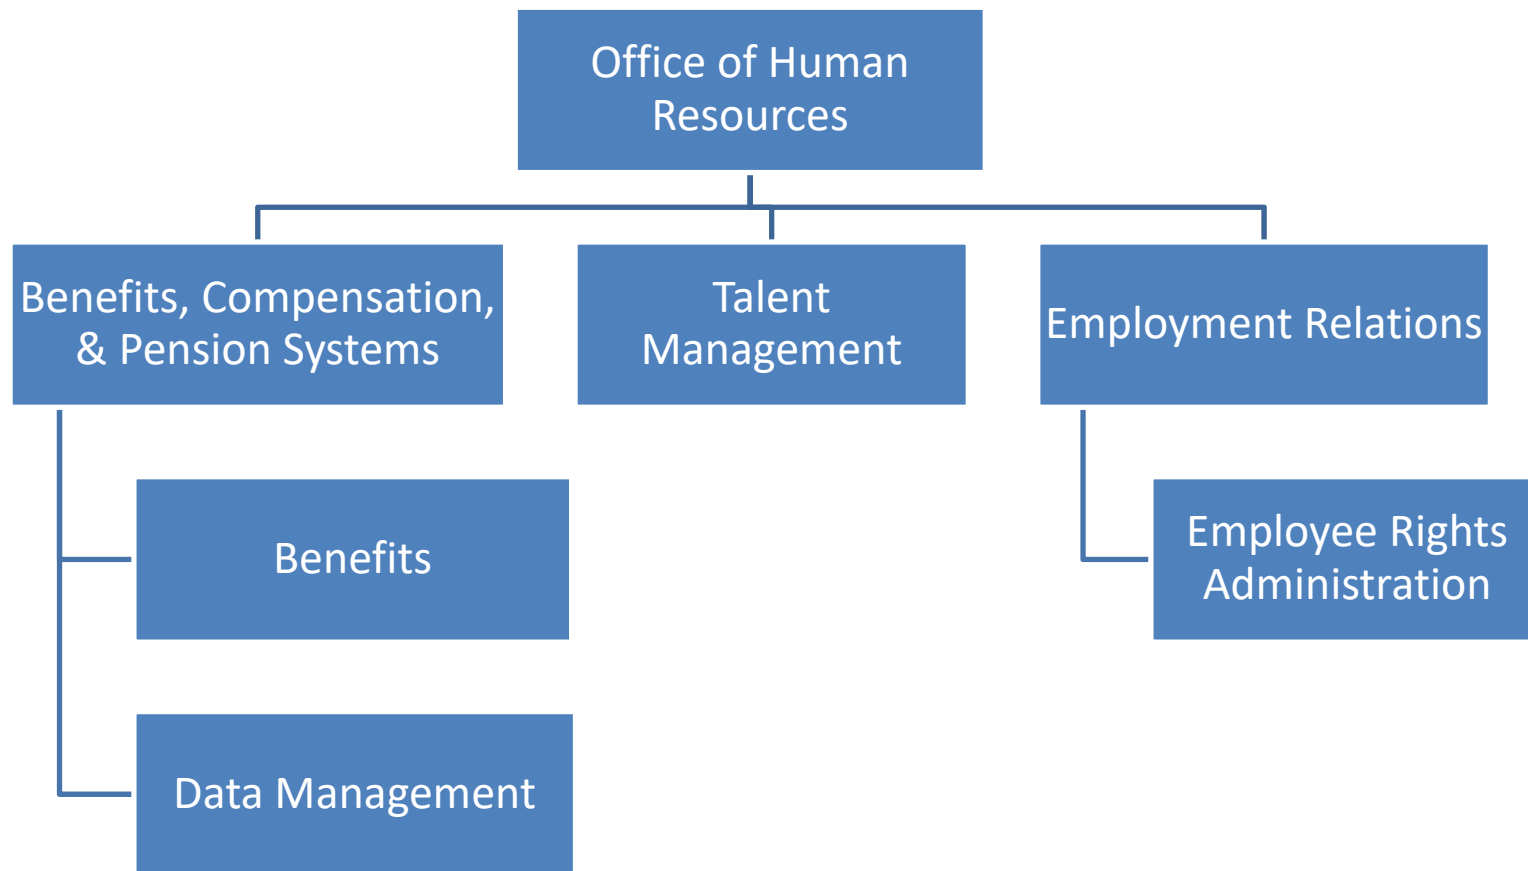 Office of Human
Resources
Benefits, Compensation,
& Pension Systems
Talent
Management
Employment Relations
Benefits
Employee Rights
Administration
Data Management